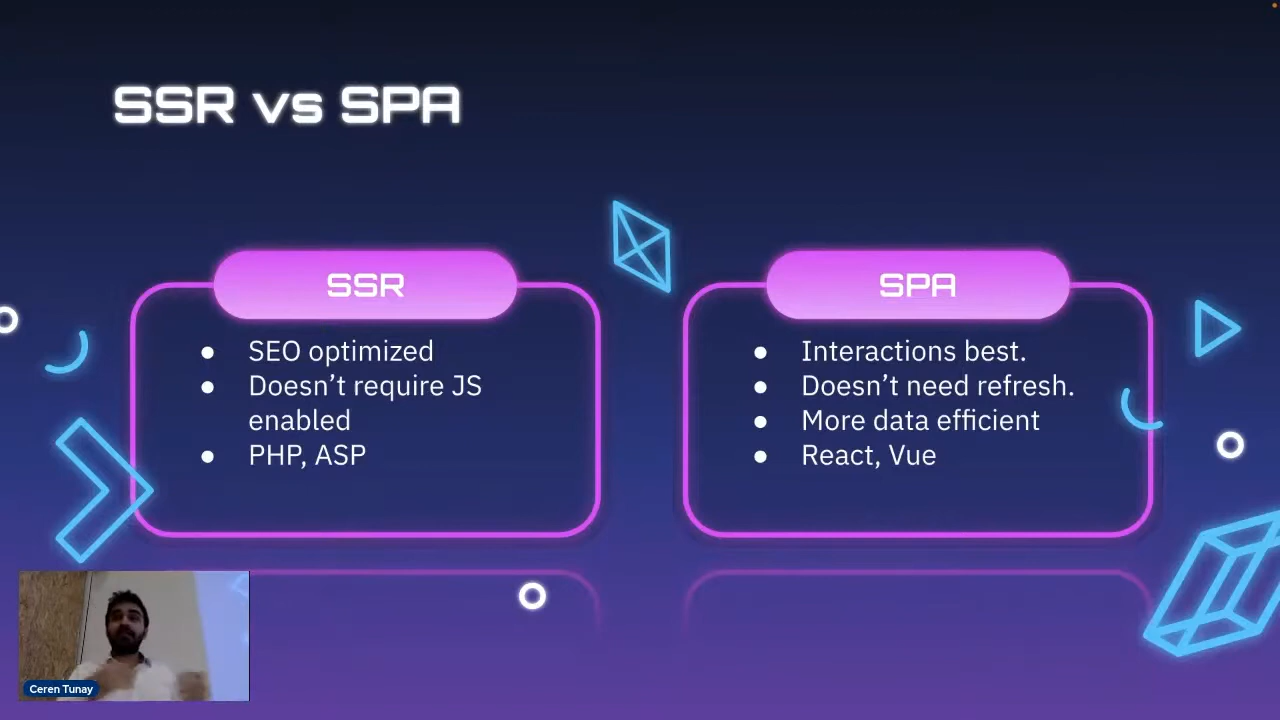 SSR vs SPA
SSR
SEO optimized
Doesn’t require JS
enabled
PHP, ASP
SPA
Interactions best.
Doesn’t need refresh.
More data efficient
React, Vue
Ceren Tunay